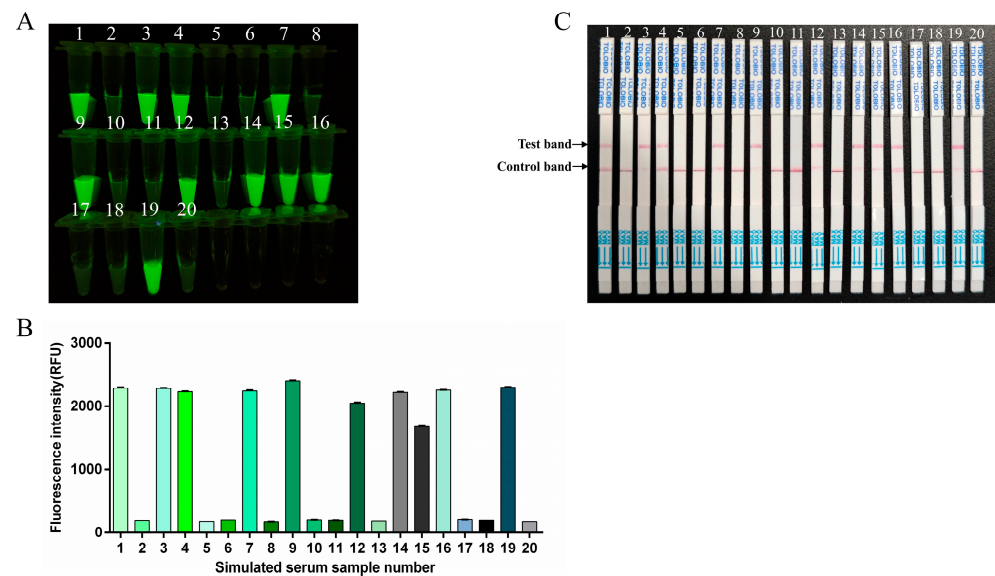 A
1 2 3 4 5 6 7 8
9 10 11 12 13 14 15 16
17 18 19 20
B
Fluorescence intensity(RFU)
3000
2000
1000
0
1 2 3 4 5 6 7 8 9 10 11 12 13 14 15 16 17 18 19 20
Simulated serum sample number
C
1 2 3 4 5 6 7 8 9 10 11 12 13 14 15 16 17 18 19 20
TOLOBIO TOLOBIO
Test band
Control band